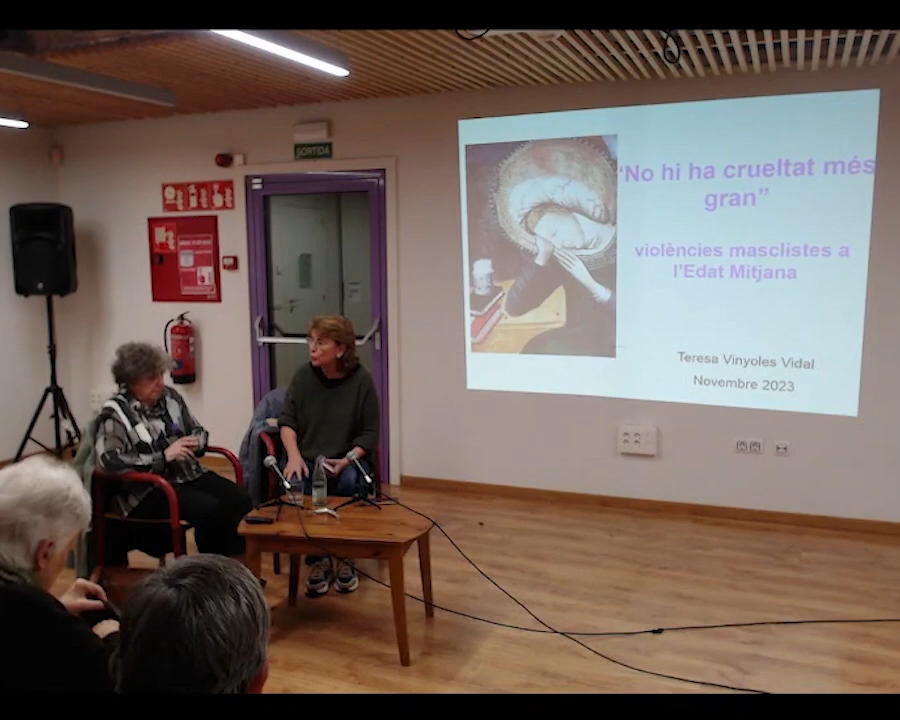 SORTIDA
“No hi ha crueltat més
gran”
violències masclistes a
l'Edat Mitjana
Teresa Vinyoles Vidal
Novembre 2023